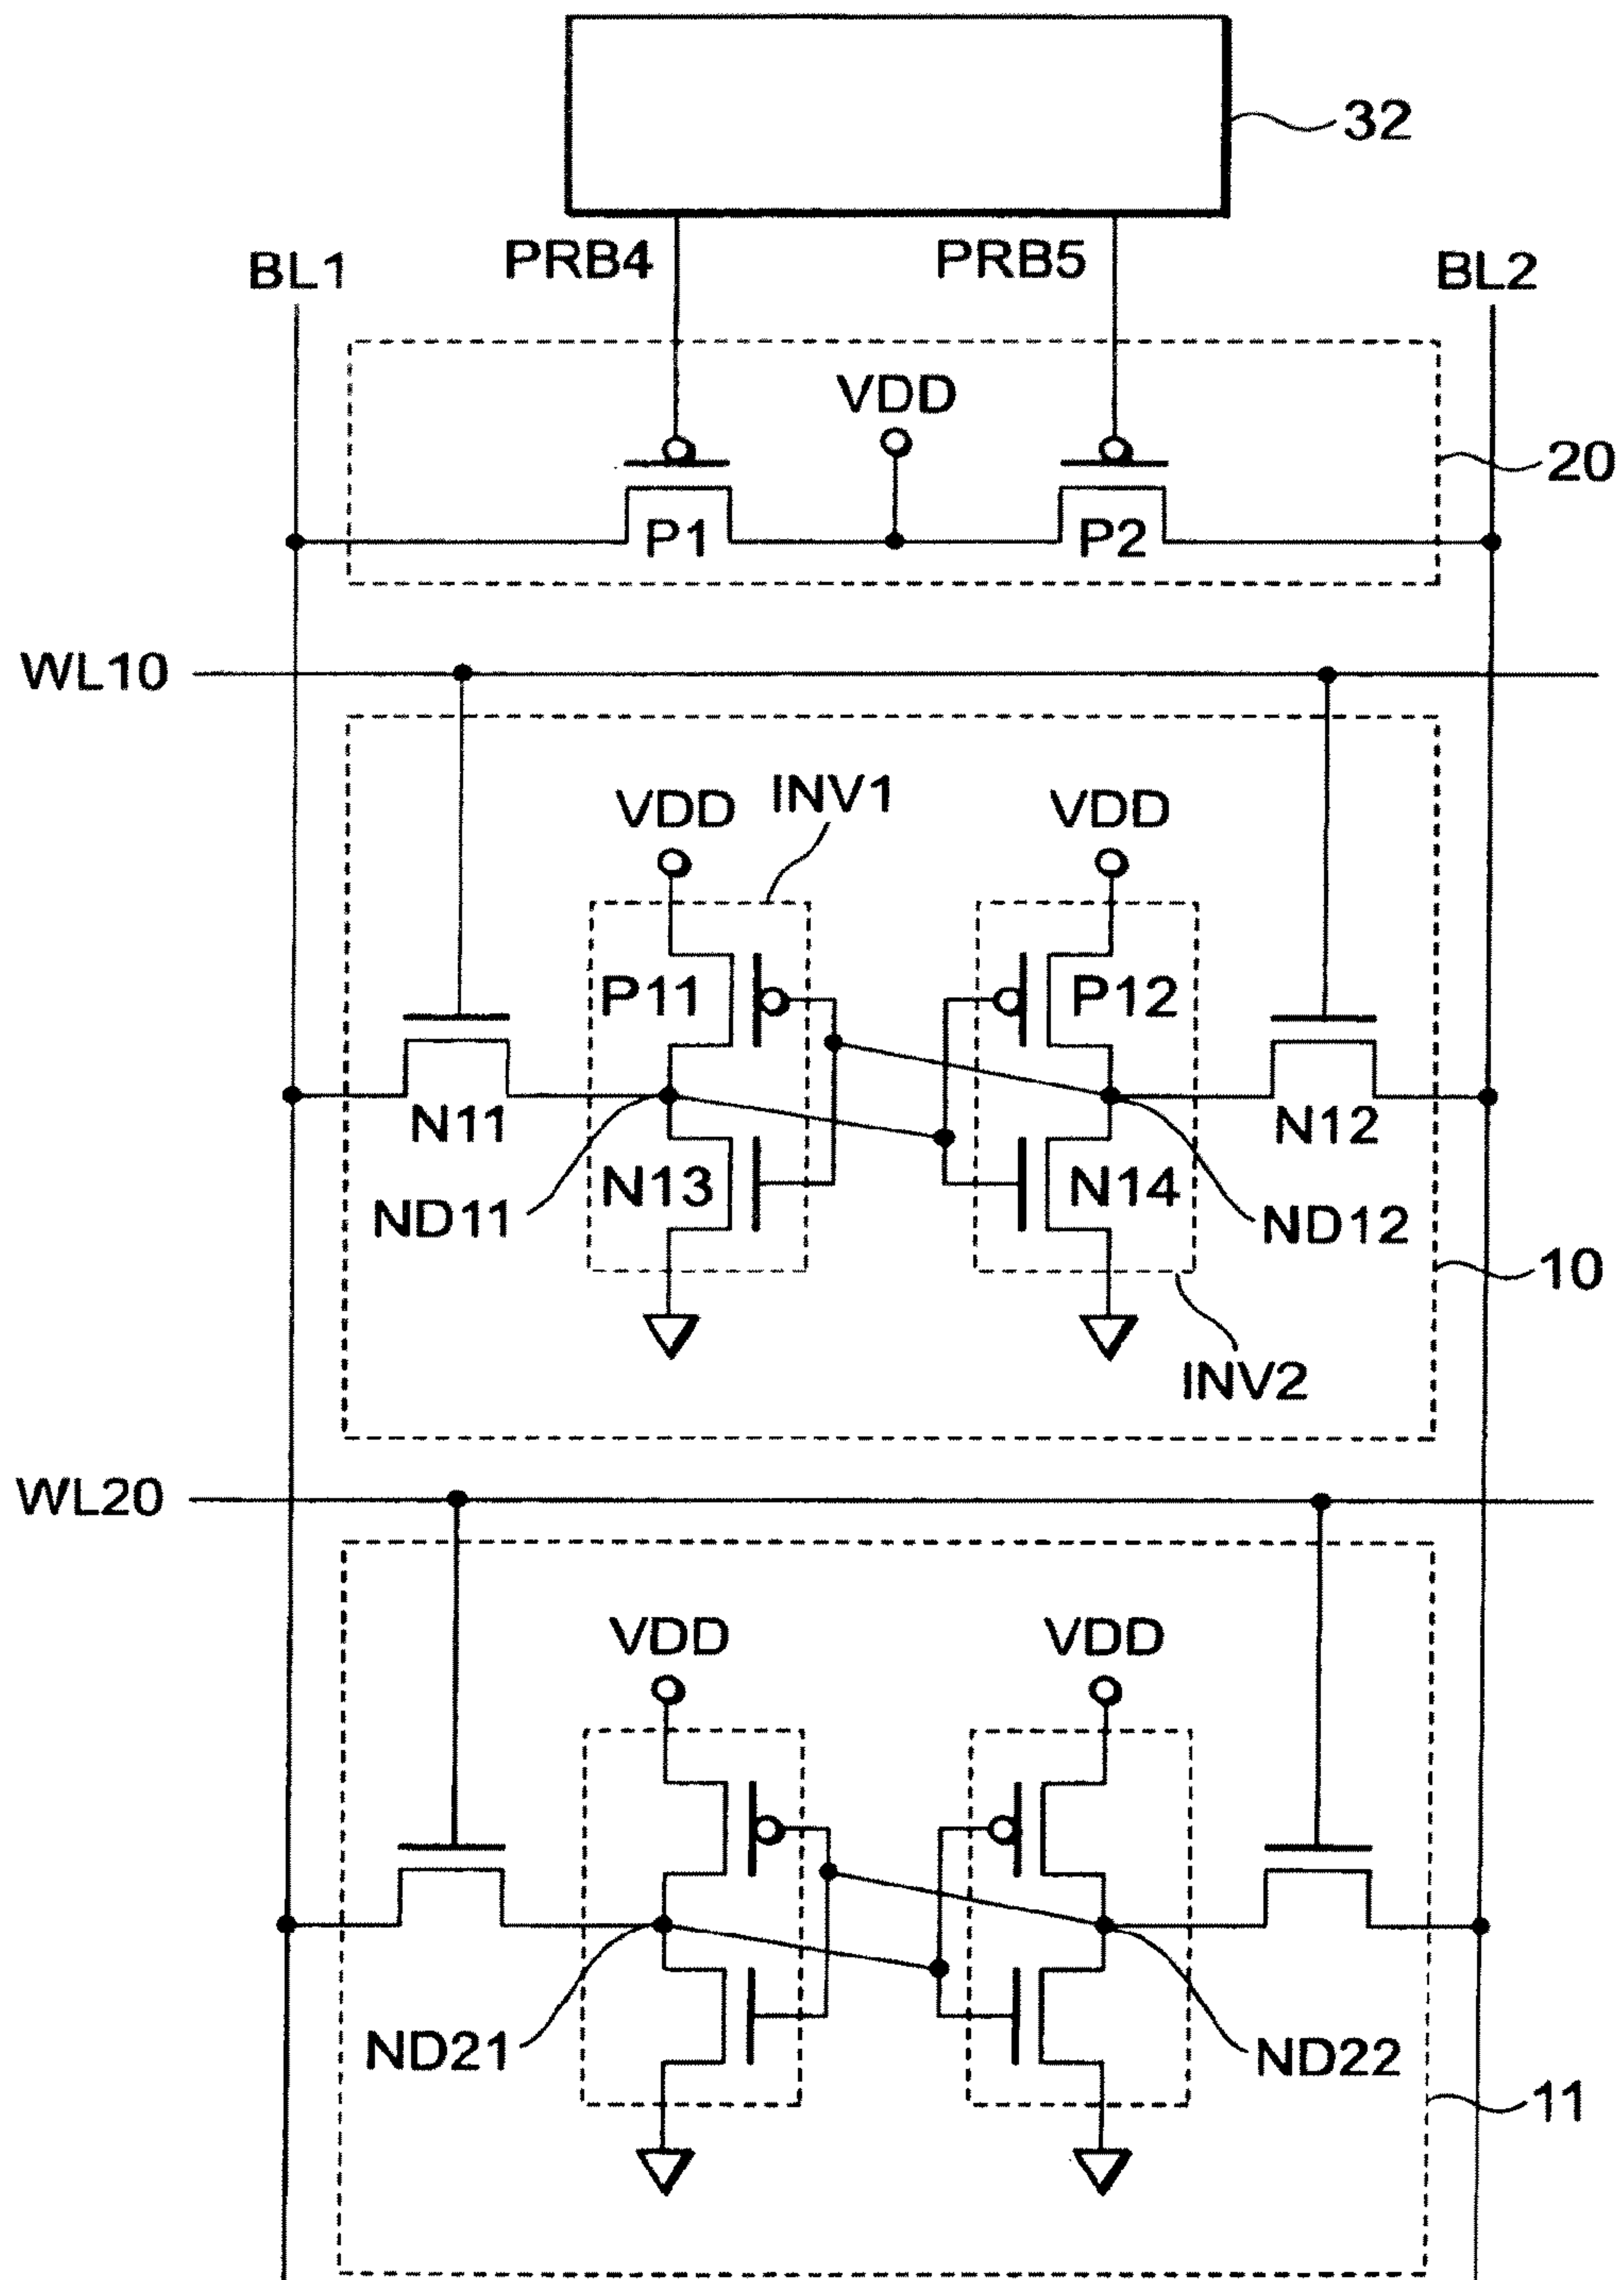 32
PRB4
PRB5
BL1
BL2
VDD
20
P1
P2
WL10
INV1
VDD
VDD
P11
P12
N11
N12
N13
N14
ND11
ND12
10
INV2
WL20
VDD
VDD
ND21
ND22
11